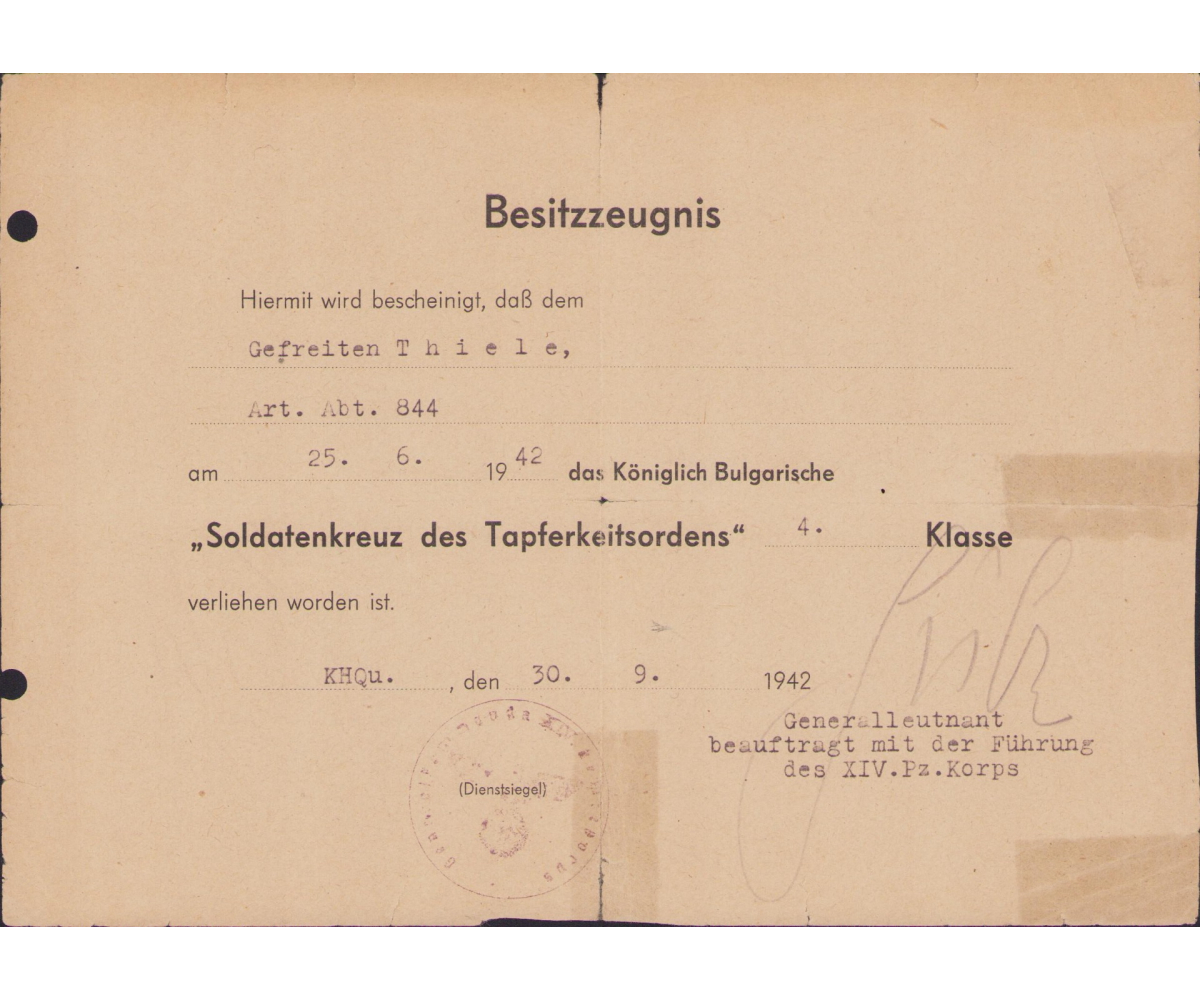 Besitzzeugnis
Hiermit wird bescheinigt, daß dem
Gefreiten T h i e l e,
Art. Abt. 844
am 25. 6. 1942 das Königlich Bulgarische
„Soldatenkreuz des Tapferkeitsordens“ 4. Klasse
verliehen worden ist.
KHQu. , den 30. 9. 1942
Generalleutnant
beauftragt mit der Führung
des XIV.Pz.Korps
(Dienstsiegel)